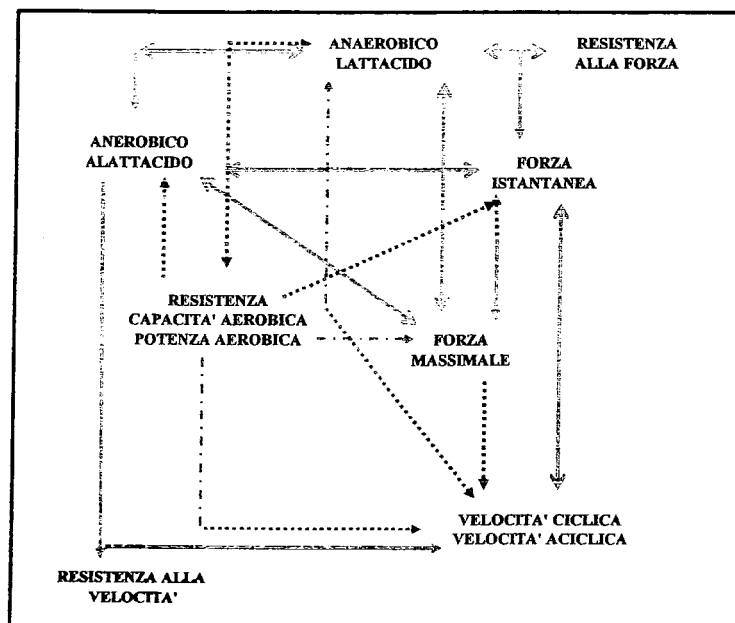 ANAEROBICO
LATTACIDO
RESISTENZA
ALLA FORZA
ANEROBICO
ALATTACIDO
FORZA
ISTANTANEA
RESISTENZA
CAPACITA' AEROBICA
POTENZA AEROBICA
FORZA
MASSIMALE
VELOCITA' CICLICA
VELOCITA' ACICLICA
RESISTENZA ALLA
VELOCITA'